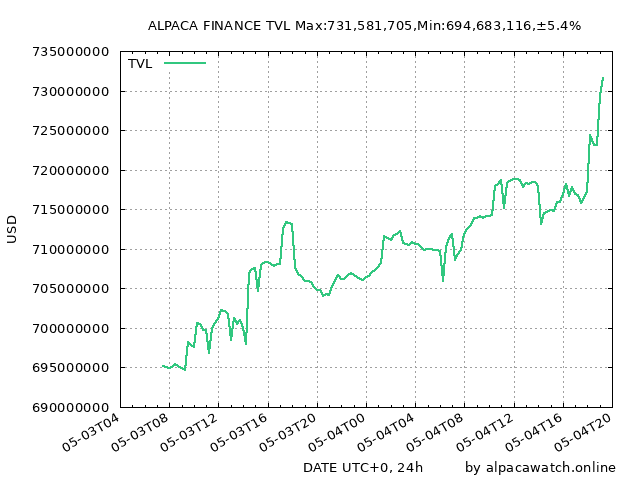 ALPACA FINANCE TVL Max:731,581,705,Min:694,683,116,±5.4%
735000000
TVL
730000000
725000000
720000000
715000000
USD
710000000
705000000
700000000
695000000
690000000
05-03T04
05-03T08
05-03T12
05-03T16
05-03T20
05-04T00
05-04T04
05-04T08
05-04T12
05-04T16
05-04T20
DATE UTC+0, 24h
by alpacawatch.online